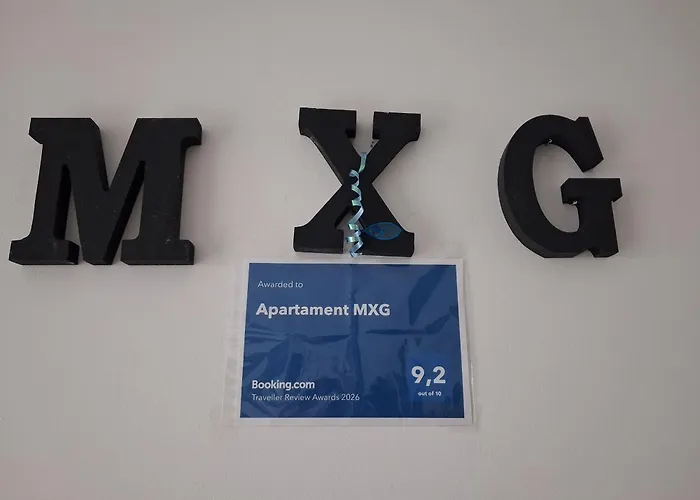 M X G
Awarded to
Apartament MXG
9,2
out of 10
Booking.com
Traveller Review Awards 2026